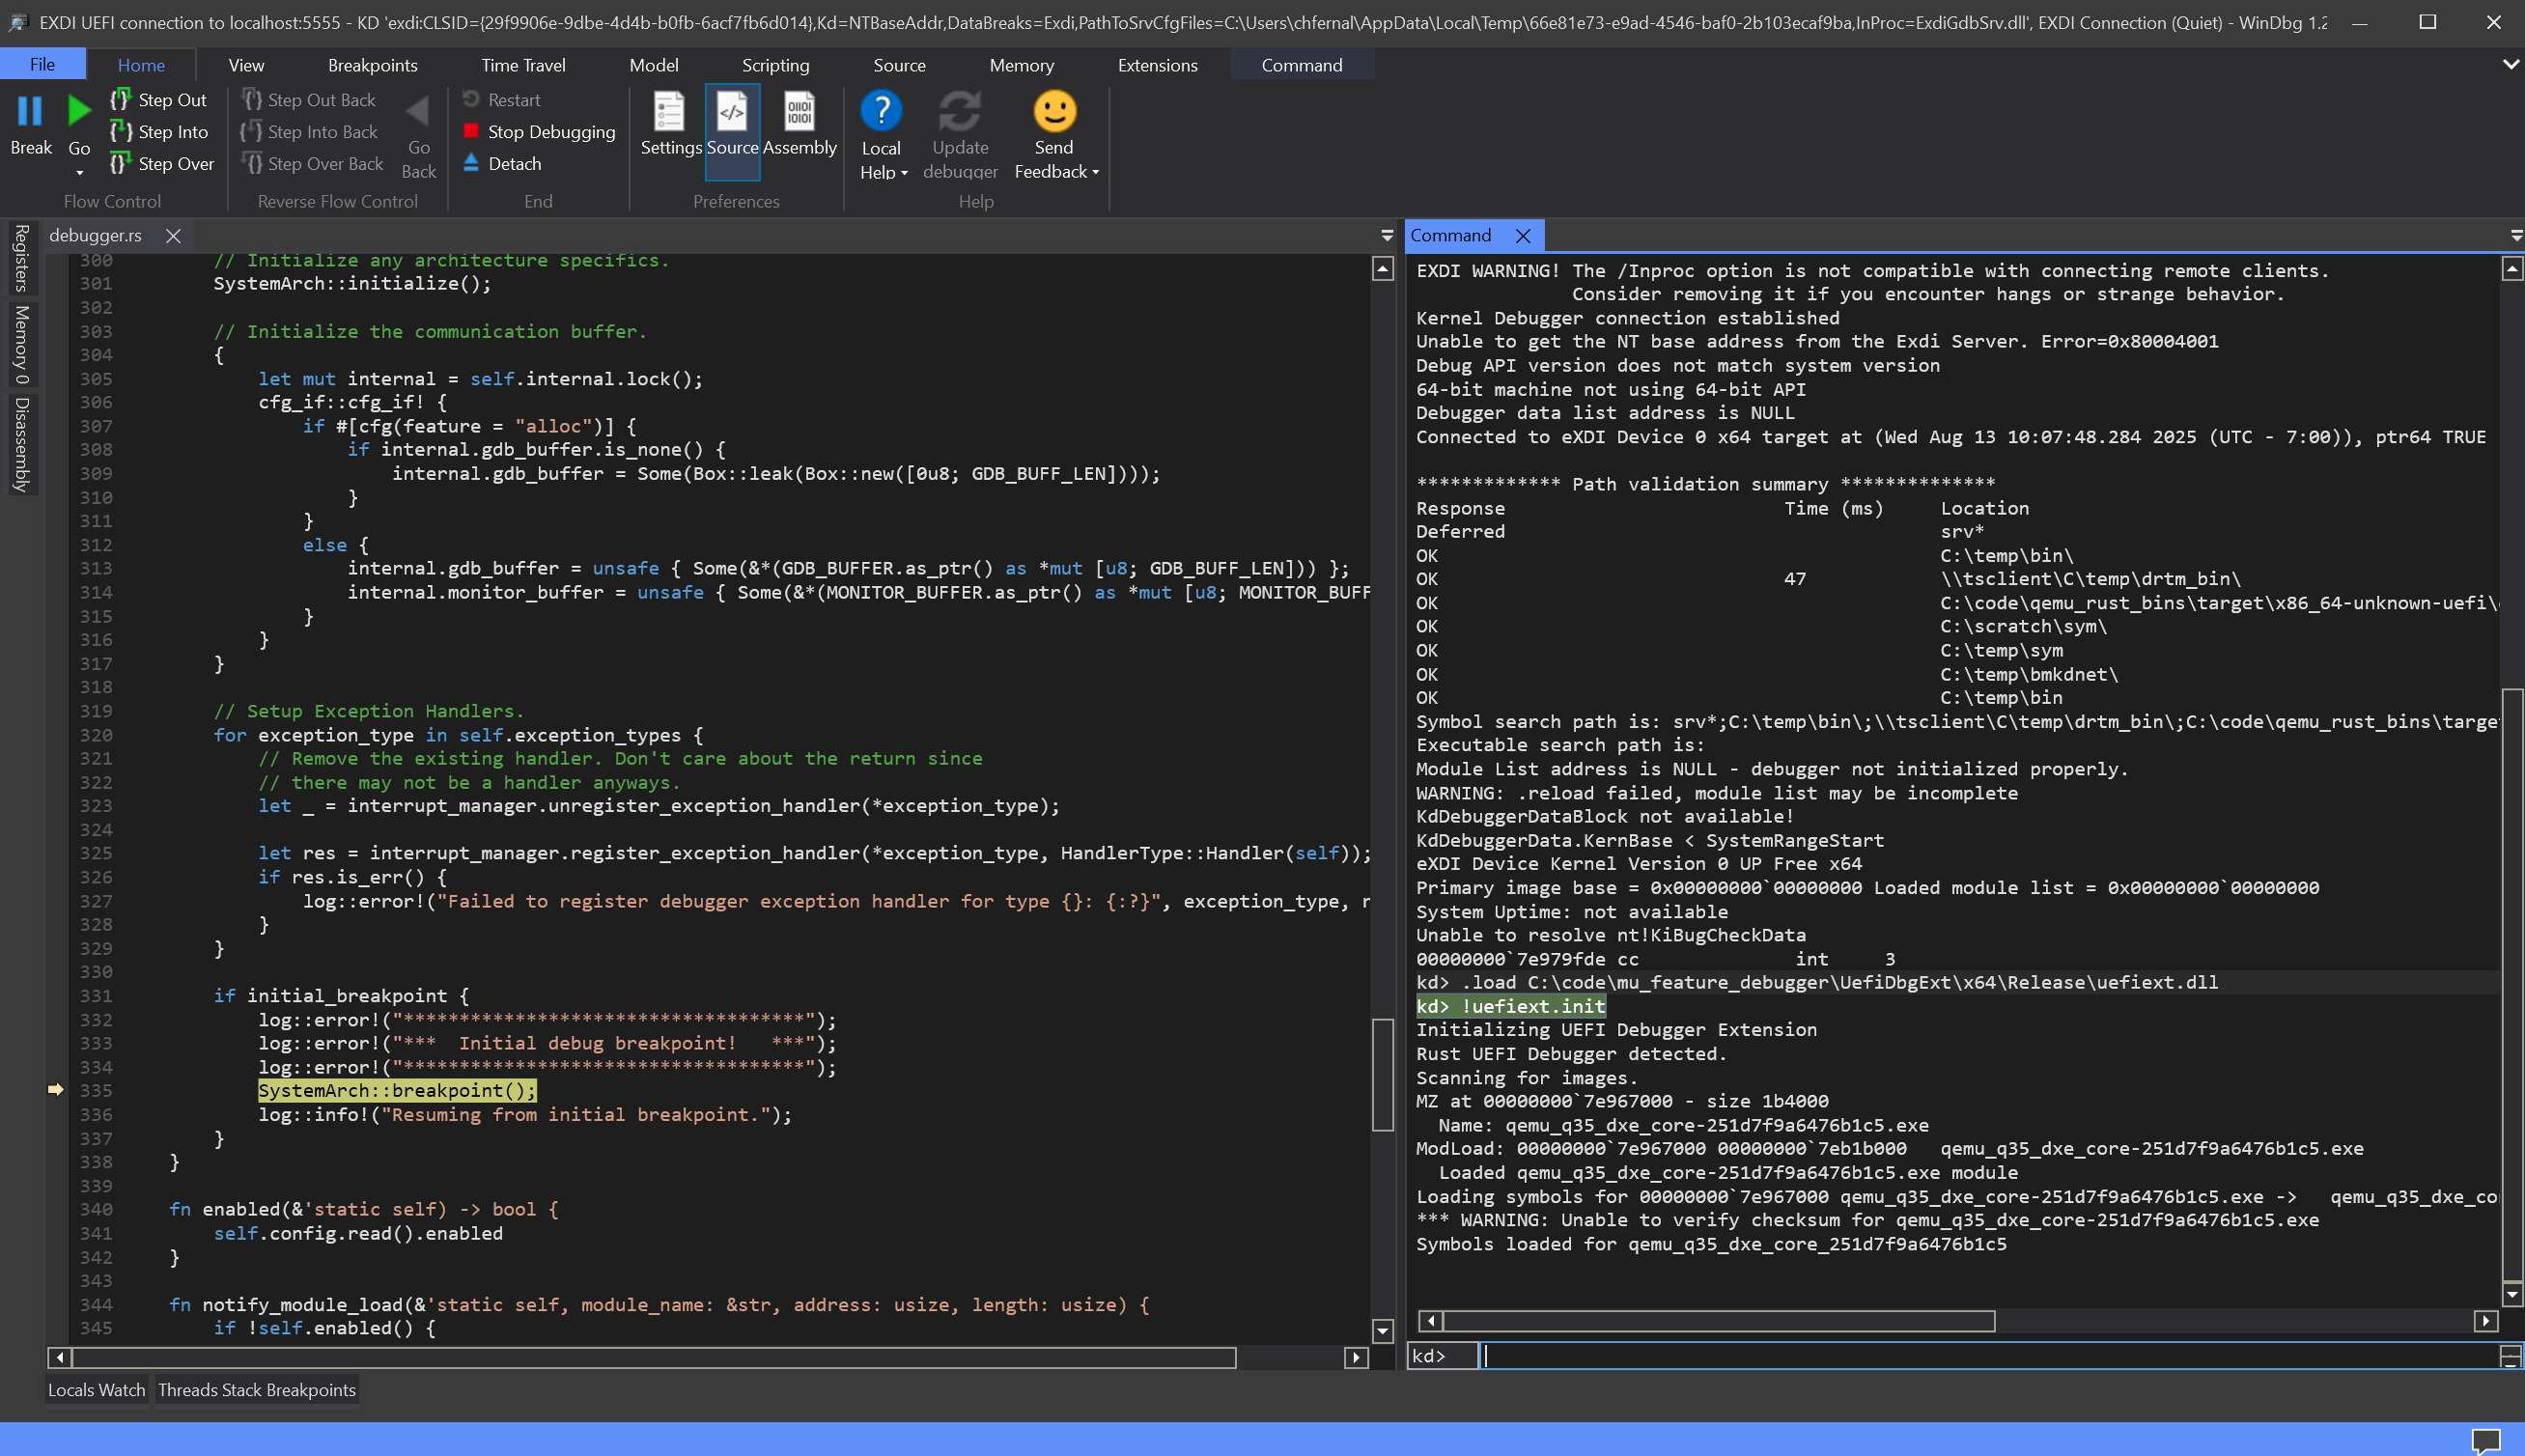 EXDI UEFI connection to localhost:5555 - KD 'exdi:CLSID={29f9906e-9dbe-4d4b-b0fb-6acf7fb6d014},Kd=NTBaseAddr,DataBreaks=Exdi,PathToSrvCfgFiles=C:\Users\chfernal\AppData\Local\Temp\66e81e73-e9ad-4546-baf0-2b103ecaf9ba,InProc=ExdiGdbSrv.dll', EXDI Connection (Quiet) - WinDbg 1.2
File Home View Breakpoints Time Travel Model Scripting Source Memory Extensions Command
Break
Go
Step Out
Step Into
Step Over
Flow Control
Step Out Back
Step Into Back
Step Over Back
Go Back
Reverse Flow Control
Restart
Stop Debugging
Detach
End
Settings Source Assembly
Preferences
Local Help
Update debugger
Send Feedback
Help
Registers
Memory 0
Disassembly
debugger.rs
300 // Initialize any architecture specifics.
301 SystemArch::initialize();
302
303 // Initialize the communication buffer.
304 {
305 let mut internal = self.internal.lock();
306 cfg_if::cfg_if! {
307 if #[cfg(feature = "alloc")] {
308 if internal.gdb_buffer.is_none() {
309 internal.gdb_buffer = Some(Box::leak(Box::new([0u8; GDB_BUFF_LEN])));
310 }
311 }
312 else {
313 internal.gdb_buffer = unsafe { Some(&*(GDB_BUFFER.as_ptr() as *mut [u8; GDB_BUFF_LEN])) };
314 internal.monitor_buffer = unsafe { Some(&*(MONITOR_BUFFER.as_ptr() as *mut [u8; MONITOR_BUFF
315 }
316 }
317 }
318
319 // Setup Exception Handlers.
320 for exception_type in self.exception_types {
321 // Remove the existing handler. Don't care about the return since
322 // there may not be a handler anyways.
323 let _ = interrupt_manager.unregister_exception_handler(*exception_type);
324
325 let res = interrupt_manager.register_exception_handler(*exception_type, HandlerType::Handler(self));
326 if res.is_err() {
327 log::error!("Failed to register debugger exception handler for type {}: {:?}", exception_type, r
328 }
329 }
330
331 if initial_breakpoint {
332 log::error!("************************************");
333 log::error!("***  Initial debug breakpoint!   ***");
334 log::error!("************************************");
335 SystemArch::breakpoint();
336 log::info!("Resuming from initial breakpoint.");
337 }
338 }
339
340 fn enabled(&'static self) -> bool {
341 self.config.read().enabled
342 }
343
344 fn notify_module_load(&'static self, module_name: &str, address: usize, length: usize) {
345 if !self.enabled() {
Locals Watch Threads Stack Breakpoints
Command
EXDI WARNING! The /Inproc option is not compatible with connecting remote clients.
Consider removing it if you encounter hangs or strange behavior.
Kernel Debugger connection established
Unable to get the NT base address from the Exdi Server. Error=0x80004001
Debug API version does not match system version
64-bit machine not using 64-bit API
Debugger data list address is NULL
Connected to eXDI Device 0 x64 target at (Wed Aug 13 10:07:48.284 2025 (UTC - 7:00)), ptr64 TRUE
************* Path validation summary **************
Response Time (ms) Location
Deferred srv*
OK C:\temp\bin\
OK 47 \\tsclient\C\temp\drtm_bin\
OK C:\code\qemu_rust_bins\target\x86_64-unknown-uefi\
OK C:\scratch\sym\
OK C:\temp\sym
OK C:\temp\bmkdnet\
OK C:\temp\bin
Symbol search path is: srv*;C:\temp\bin\;\\tsclient\C\temp\drtm_bin\;C:\code\qemu_rust_bins\targe
Executable search path is:
Module List address is NULL - debugger not initialized properly.
WARNING: .reload failed, module list may be incomplete
KdDebuggerDataBlock not available!
KdDebuggerData.KernBase < SystemRangeStart
eXDI Device Kernel Version 0 UP Free x64
Primary image base = 0x00000000`00000000 Loaded module list = 0x00000000`00000000
System Uptime: not available
Unable to resolve nt!KiBugCheckData
00000000`7e979fde cc int 3
kd> .load C:\code\mu_feature_debugger\UefiDbgExt\x64\Release\uefiext.dll
kd> !uefiext.init
Initializing UEFI Debugger Extension
Rust UEFI Debugger detected.
Scanning for images.
MZ at 00000000`7e967000 - size 1b4000
Name: qemu_q35_dxe_core-251d7f9a6476b1c5.exe
ModLoad: 00000000`7e967000 00000000`7eb1b000 qemu_q35_dxe_core-251d7f9a6476b1c5.exe
Loaded qemu_q35_dxe_core-251d7f9a6476b1c5.exe module
Loading symbols for 00000000`7e967000 qemu_q35_dxe_core-251d7f9a6476b1c5.exe -> qemu_q35_dxe_co
*** WARNING: Unable to verify checksum for qemu_q35_dxe_core-251d7f9a6476b1c5.exe
Symbols loaded for qemu_q35_dxe_core_251d7f9a6476b1c5
kd>